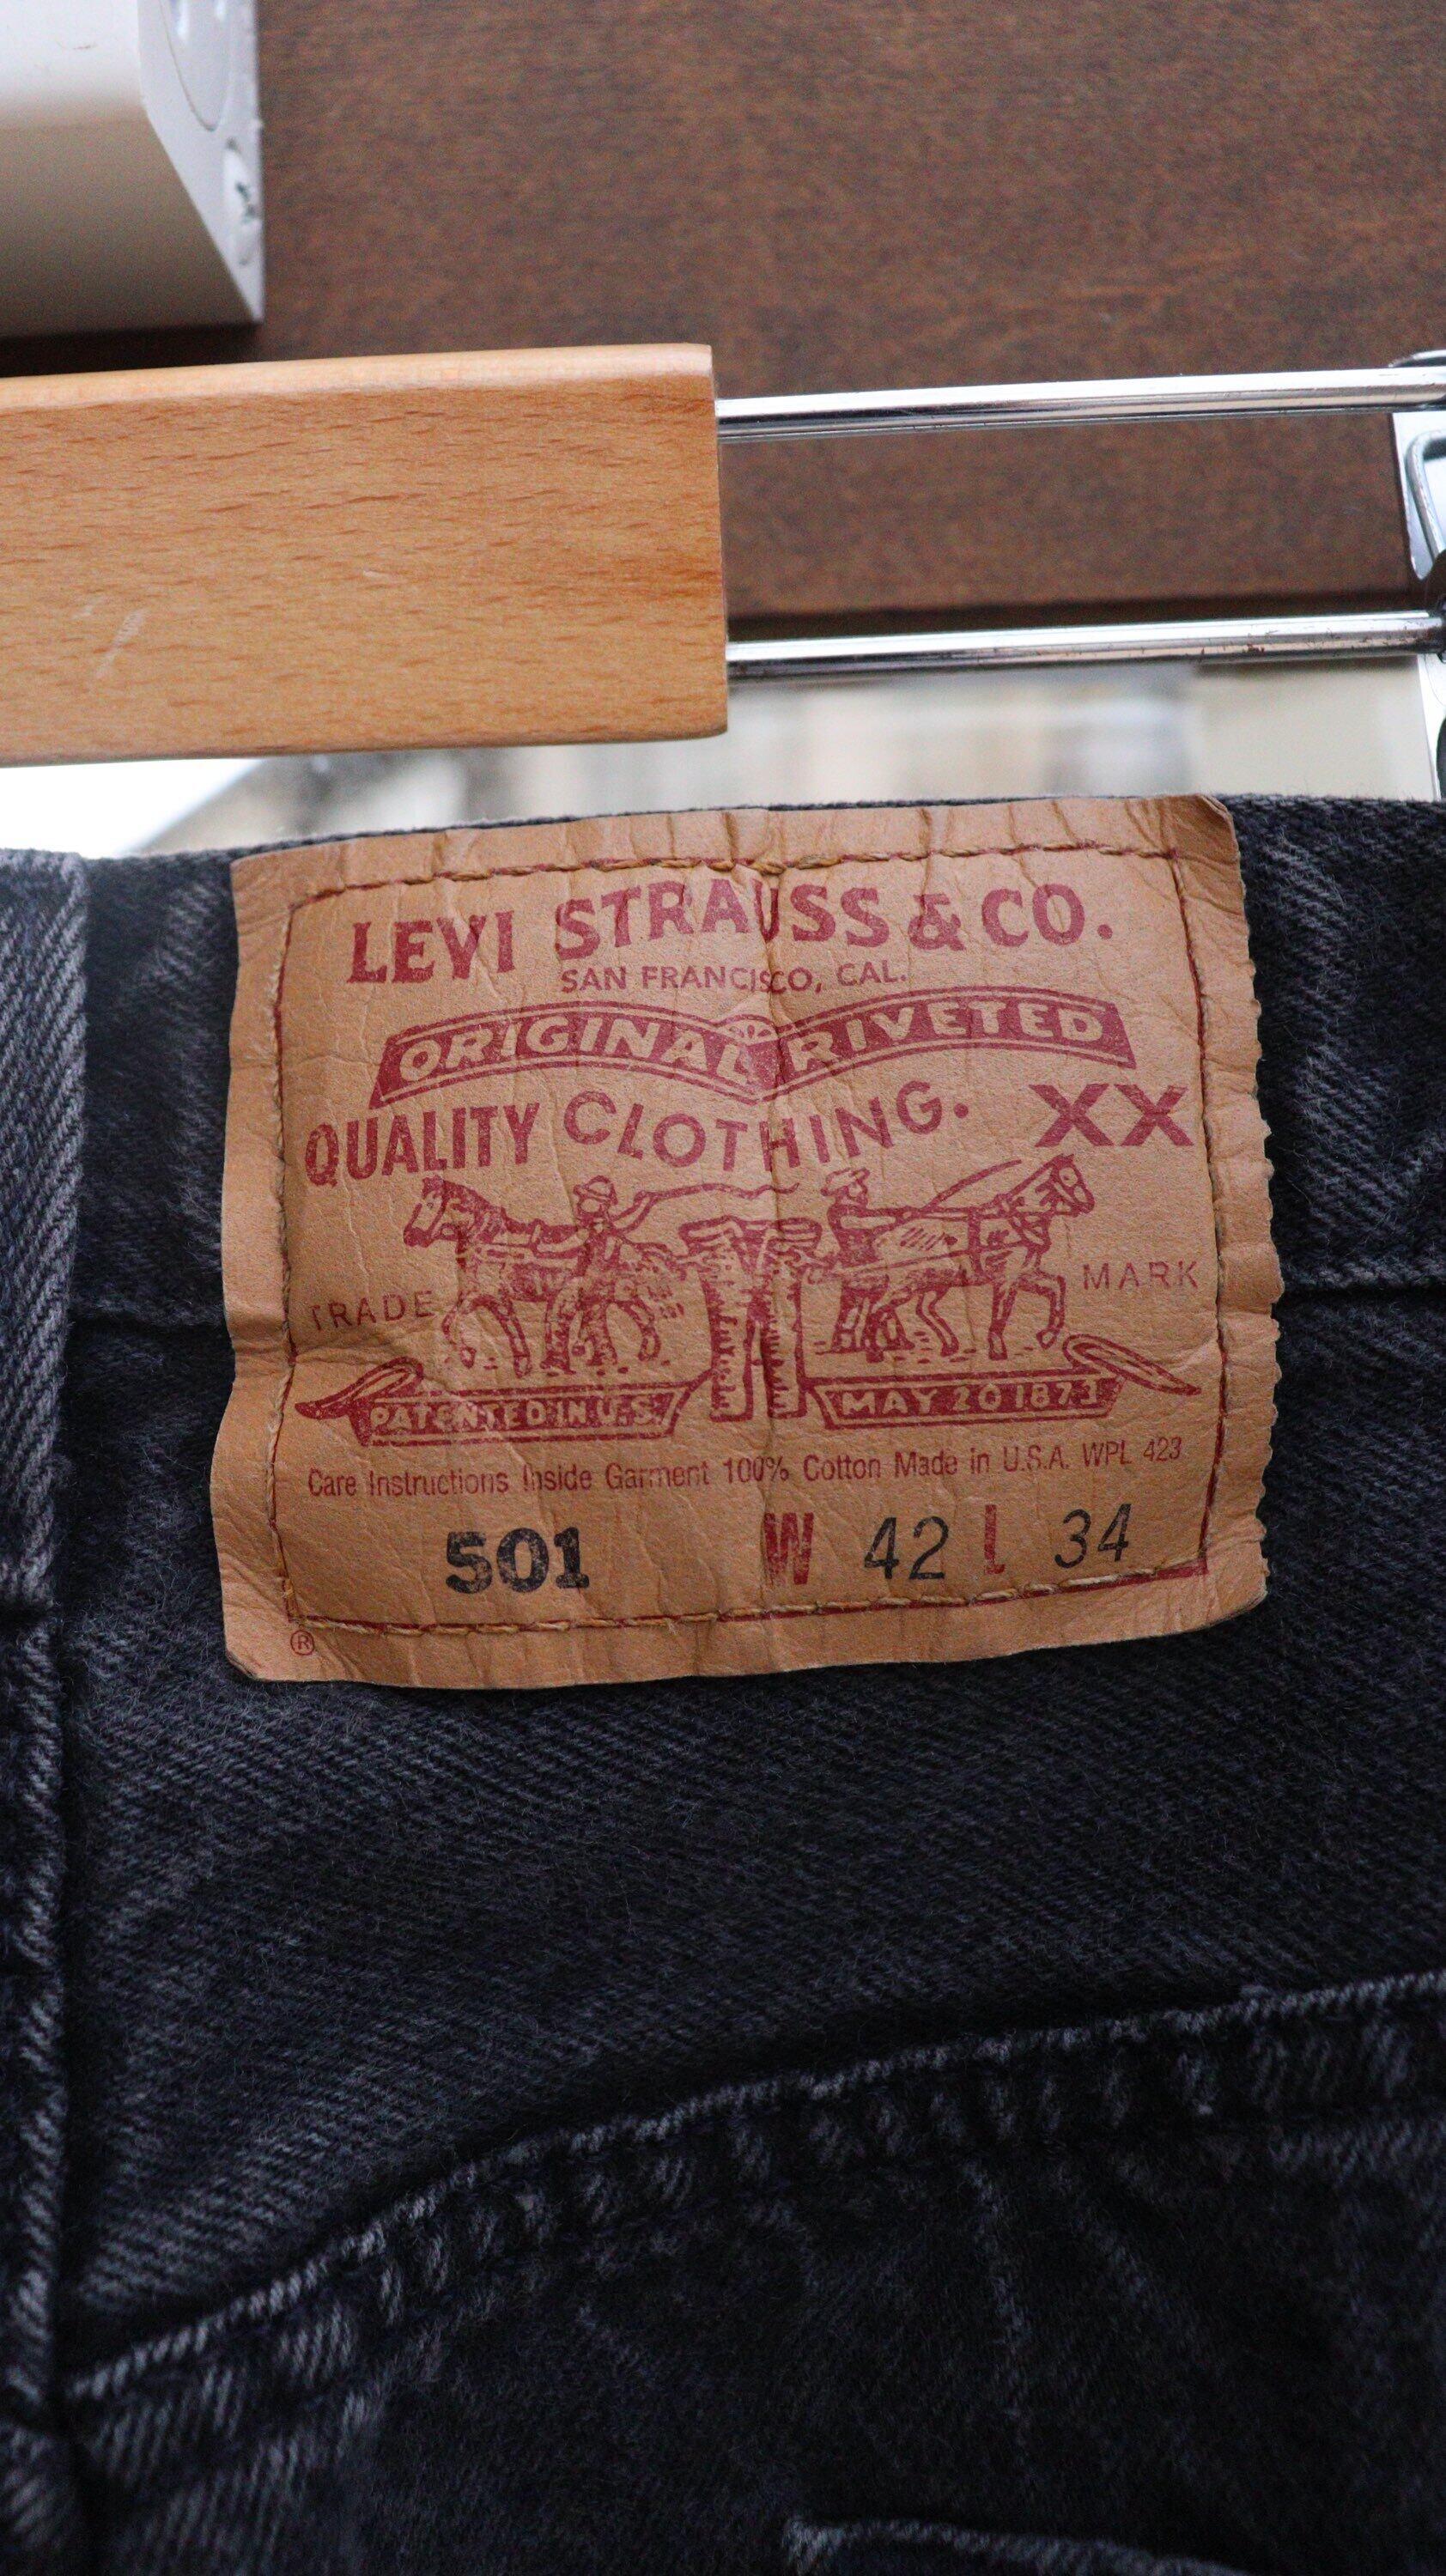 LEVI STRAUSS & CO.
SAN FRANCISCO, CAL.
ORIGINAL RIVETED
QUALITY CLOTHING. XX
TRADE MARK
PATENTED IN U.S. MAY 20 1873
Care Instructions Inside Garment 100% Cotton Made in U.S.A. WPL 423
501 W 42 L 34
®